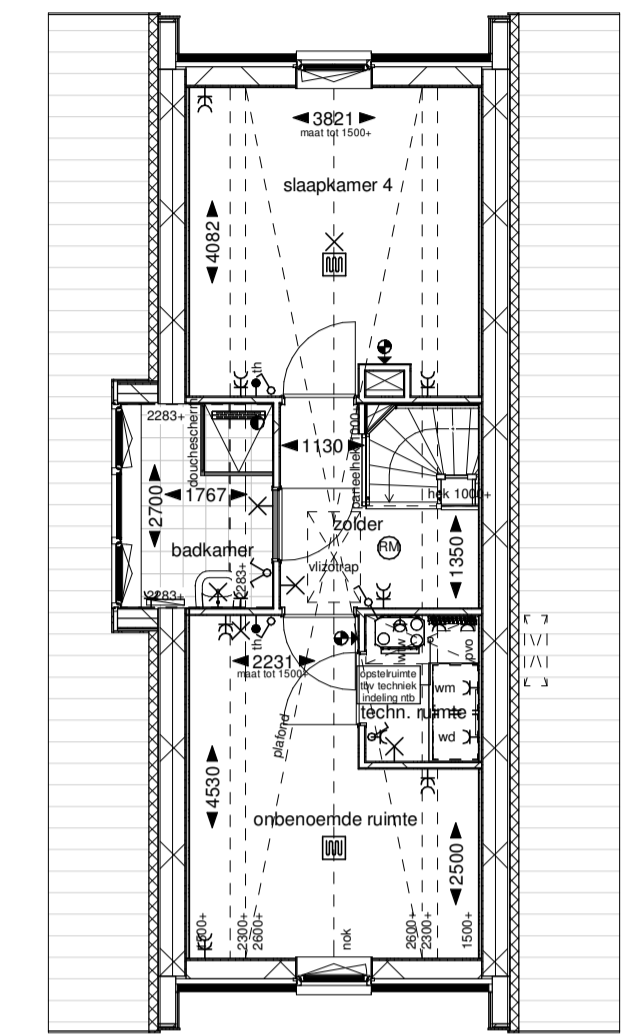 3821
maat tot 1500+
slaapkamer 4
4082
th
2283+
douchescherm
1130
paneelhek 1000+
hek 1000+
1767
2700
zolder
badkamer
RM
1350
vlizotrap
2283+
2283+
th
2231
maat tot 1500+
wtw
pvo
opstelruimte
tbv techniek
indeling ntb
wm
techn. ruimte
wd
plafond
4530
onbenoemde ruimte
2500
1500+
2300+
2600+
nok
2600+
2300+
1500+